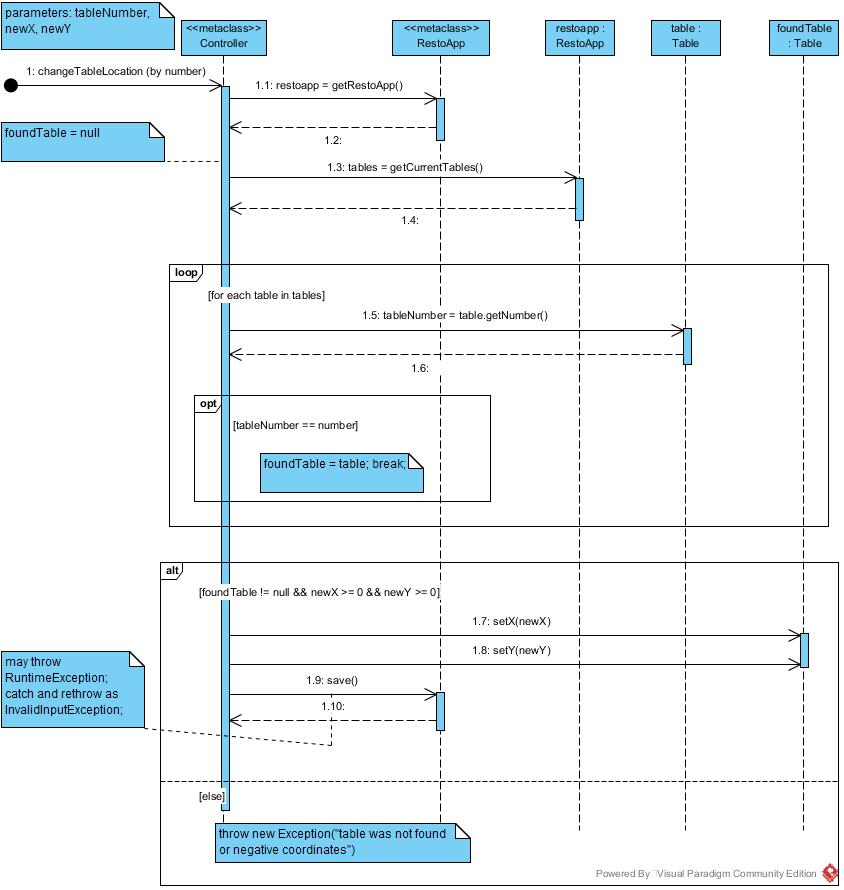 parameters: tableNumber,
newX, newY
<<metaclass>>
Controller
<<metaclass>>
RestoApp
restoapp :
RestoApp
table :
Table
foundTable
: Table
1: changeTableLocation (by number)
1.1: restoapp = getRestoApp()
1.2:
foundTable = null
1.3: tables = getCurrentTables()
1.4:
loop
[for each table in tables]
1.5: tableNumber = table.getNumber()
1.6:
opt
[tableNumber == number]
foundTable = table; break;
alt
[foundTable != null && newX >= 0 && newY >= 0]
1.7: setX(newX)
1.8: setY(newY)
may throw
RuntimeException;
catch and rethrow as
InvalidInputException;
1.9: save()
1.10:
[else]
throw new Exception("table was not found
or negative coordinates")
Powered By Visual Paradigm Community Edition